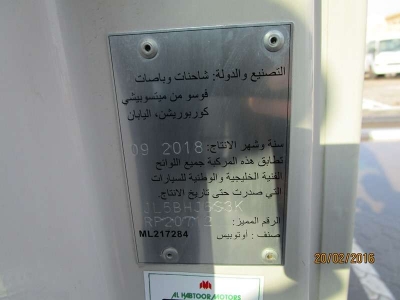 التصنيع والدولة: شاحنات وباصات
فوسو من ميتسوبيشي
كوربوريشن، اليابان
سنة وشهر الانتاج: 2018 09
تطابق هذه المركبة جميع اللوائح
الفنية الخليجية والوطنية للسيارات
التي صدرت حتى تاريخ الانتاج.
الرقم المميز:
صنف: أوتوبيس ML217284
20/02/2016
AL HABTOOR MOTORS